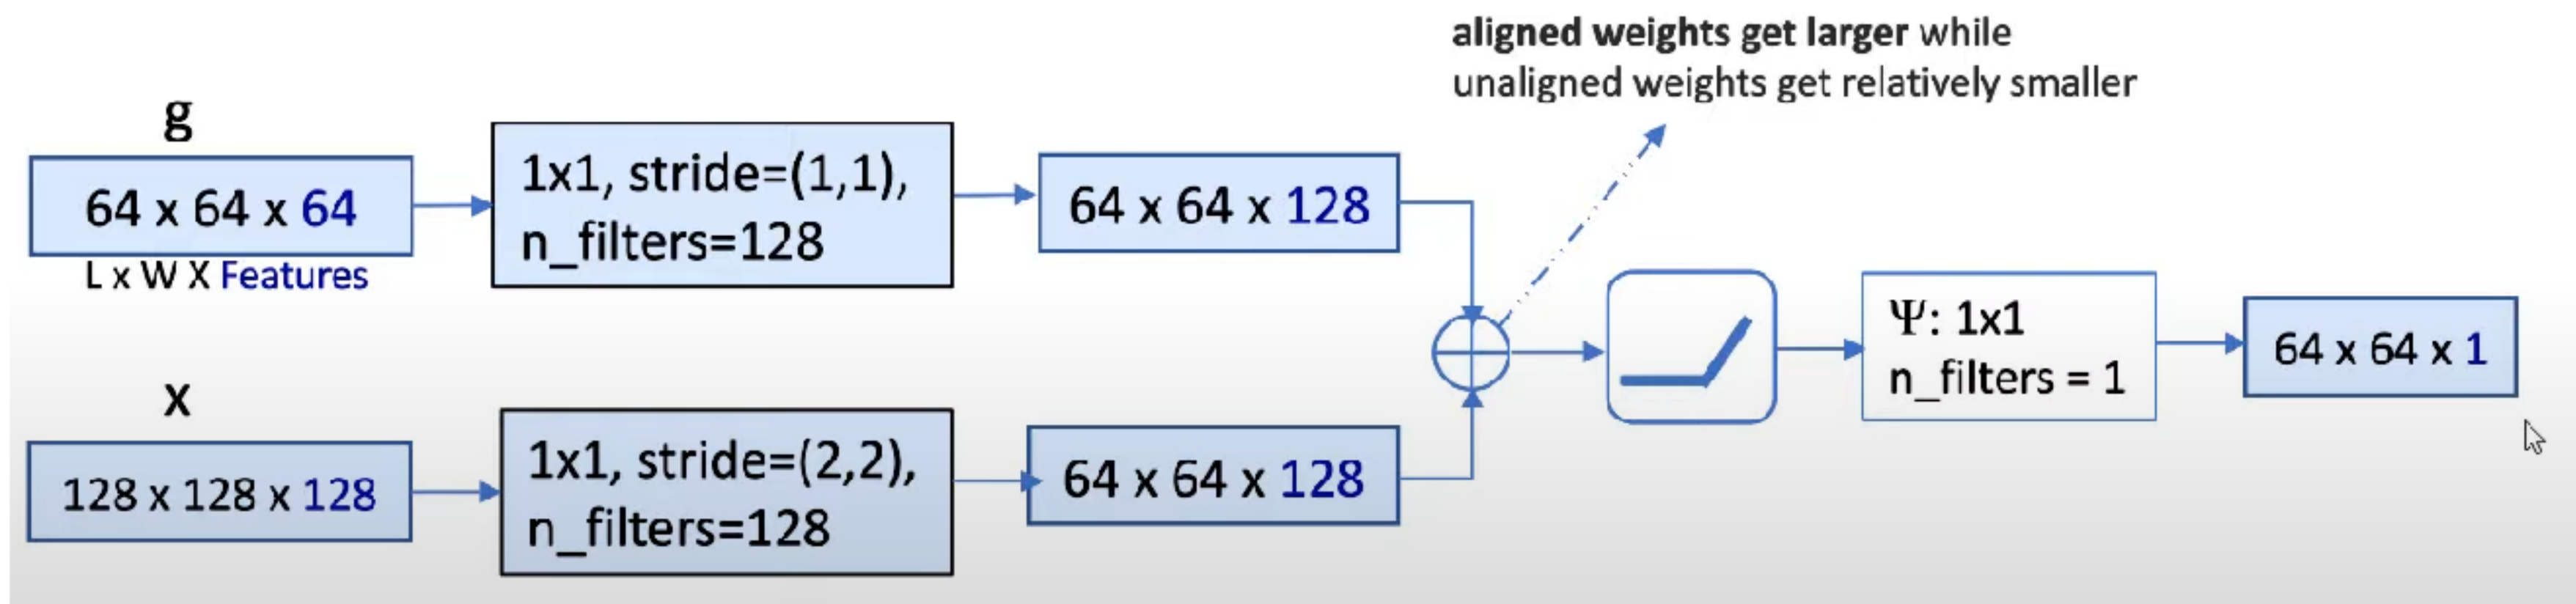 aligned weights get larger while
unaligned weights get relatively smaller
g
64 x 64 x 64
L x W X Features
1x1, stride=(1,1),
n_filters=128
64 x 64 x 128
x
128 x 128 x 128
1x1, stride=(2,2),
n_filters=128
64 x 64 x 128
Ψ: 1x1
n_filters = 1
64 x 64 x 1